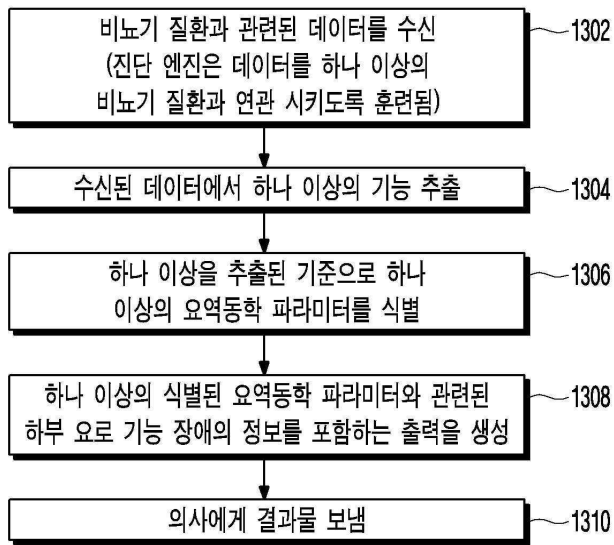 비뇨기 질환과 관련된 데이터를 수신
(진단 엔진은 데이터를 하나 이상의
비뇨기 질환과 연관 시키도록 훈련됨)
1302
수신된 데이터에서 하나 이상의 기능 추출
1304
하나 이상을 추출된 기준으로 하나
이상의 요역동학 파라미터를 식별
1306
하나 이상의 식별된 요역동학 파라미터와 관련된
하부 요로 기능 장애의 정보를 포함하는 출력을 생성
1308
의사에게 결과물 보냄
1310